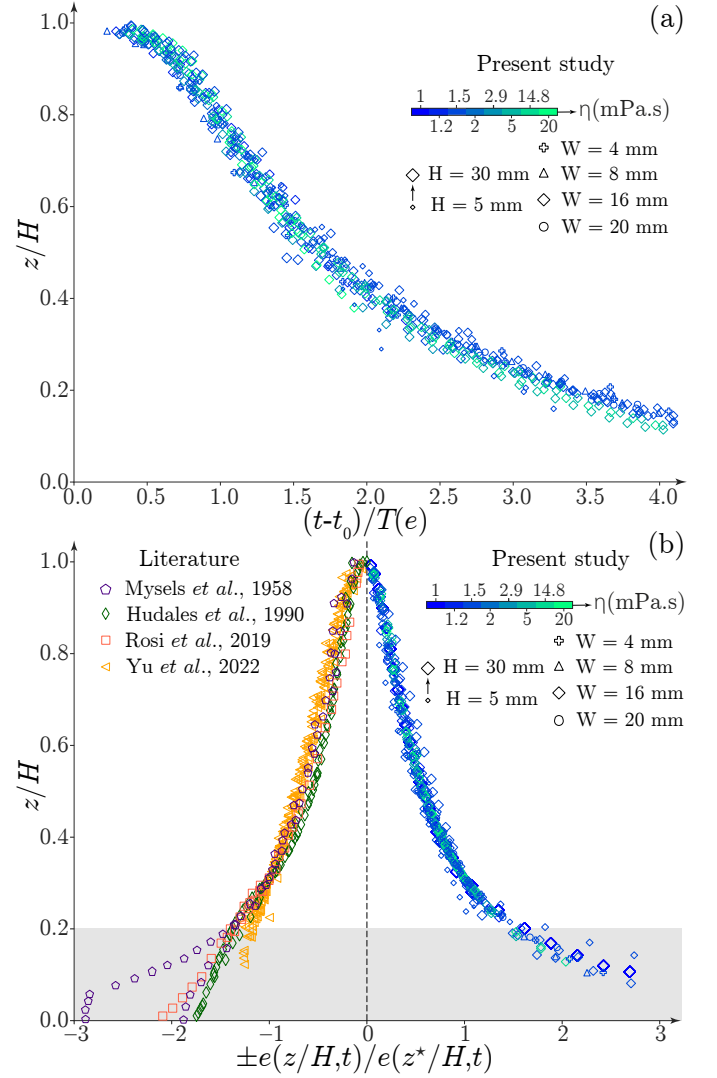 (a)
z/H
1.0
0.8
0.6
0.4
0.2
0.0
Present study
1 1.5 2.9 14.8
η(mPa.s)
1.2 2 5 20
H = 30 mm
H = 5 mm
W = 4 mm
W = 8 mm
W = 16 mm
W = 20 mm
0.0 0.5 1.0 1.5 2.0 2.5 3.0 3.5 4.0
(t-t₀)/T(e)
(b)
z/H
1.0
0.8
0.6
0.4
0.2
0.0
Literature
Mysels et al., 1958
Hudales et al., 1990
Rosi et al., 2019
Yu et al., 2022
Present study
1 1.5 2.9 14.8
η(mPa.s)
1.2 2 5 20
H = 30 mm
H = 5 mm
W = 4 mm
W = 8 mm
W = 16 mm
W = 20 mm
−3 −2 −1 0 1 2 3
±e(z/H,t)/e(z⋆/H,t)